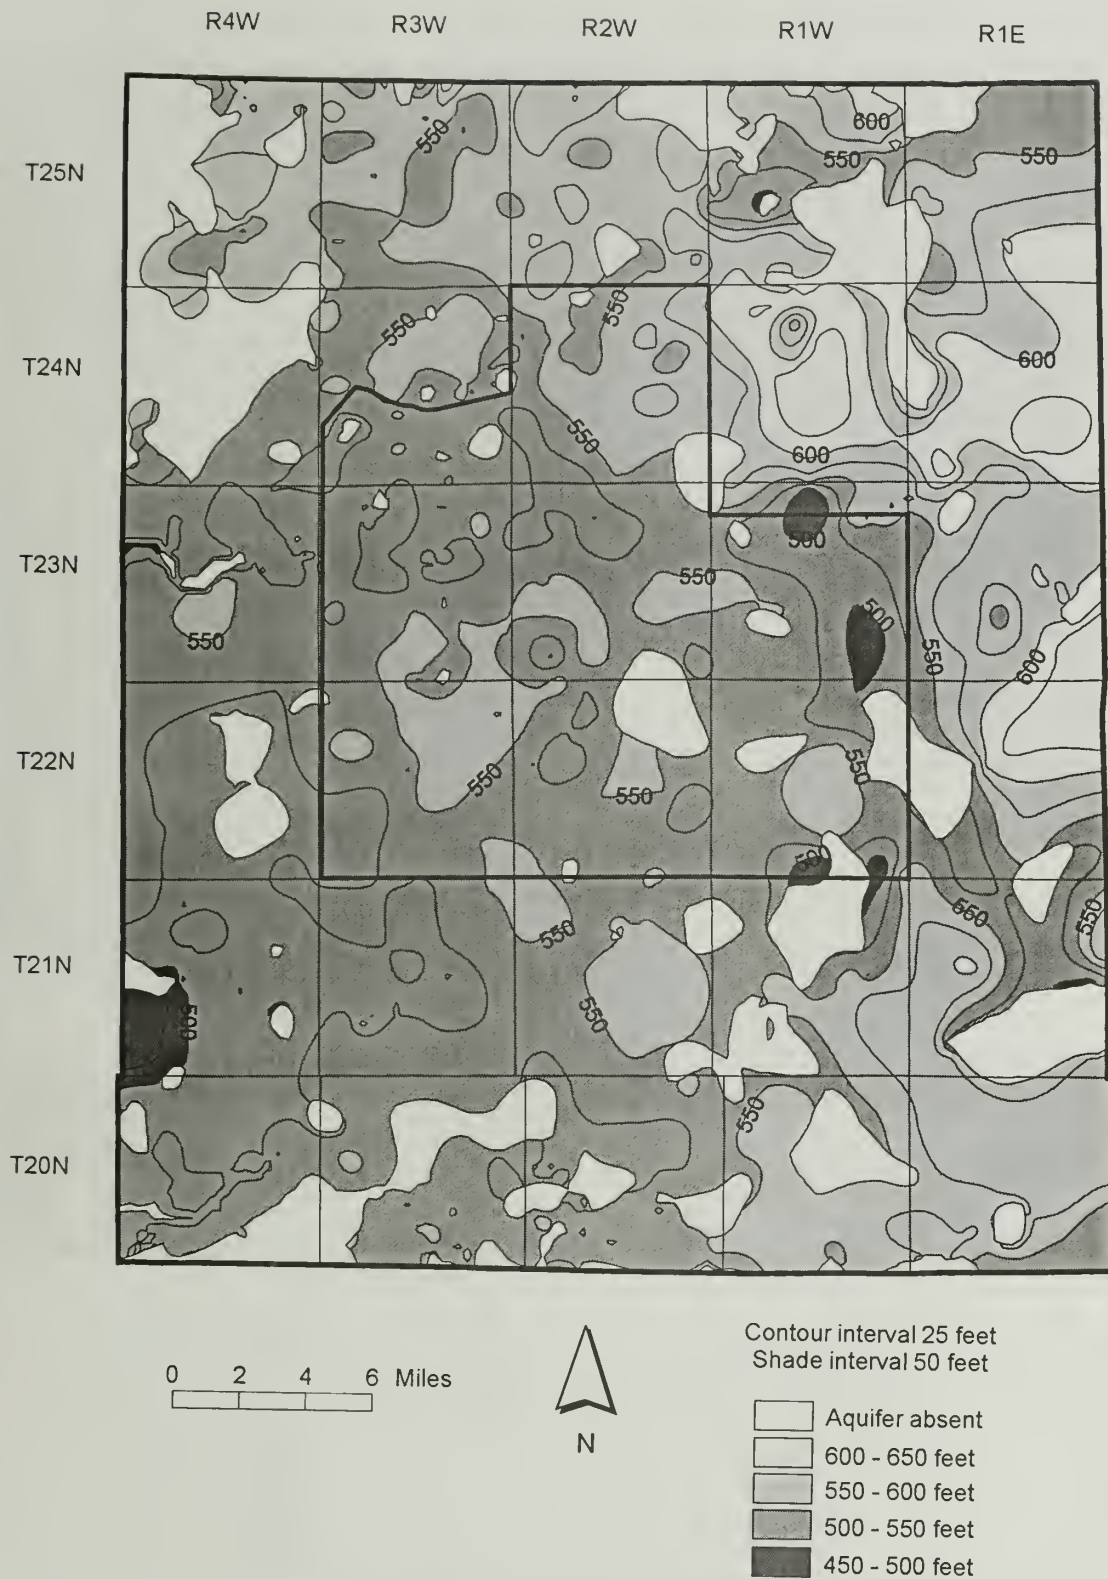 R4W R3W R2W R1W R1E
600
550
T25N 550 550
550
550
T24N 600
550
600
500
T23N 550
550 500
550
600
T22N 550
550 550
500
550
550 550
T21N
550 500
550
T20N
Contour interval 25 feet
Shade interval 50 feet
0 2 4 6 Miles
N
Aquifer absent
600 - 650 feet
550 - 600 feet
500 - 550 feet
450 - 500 feet